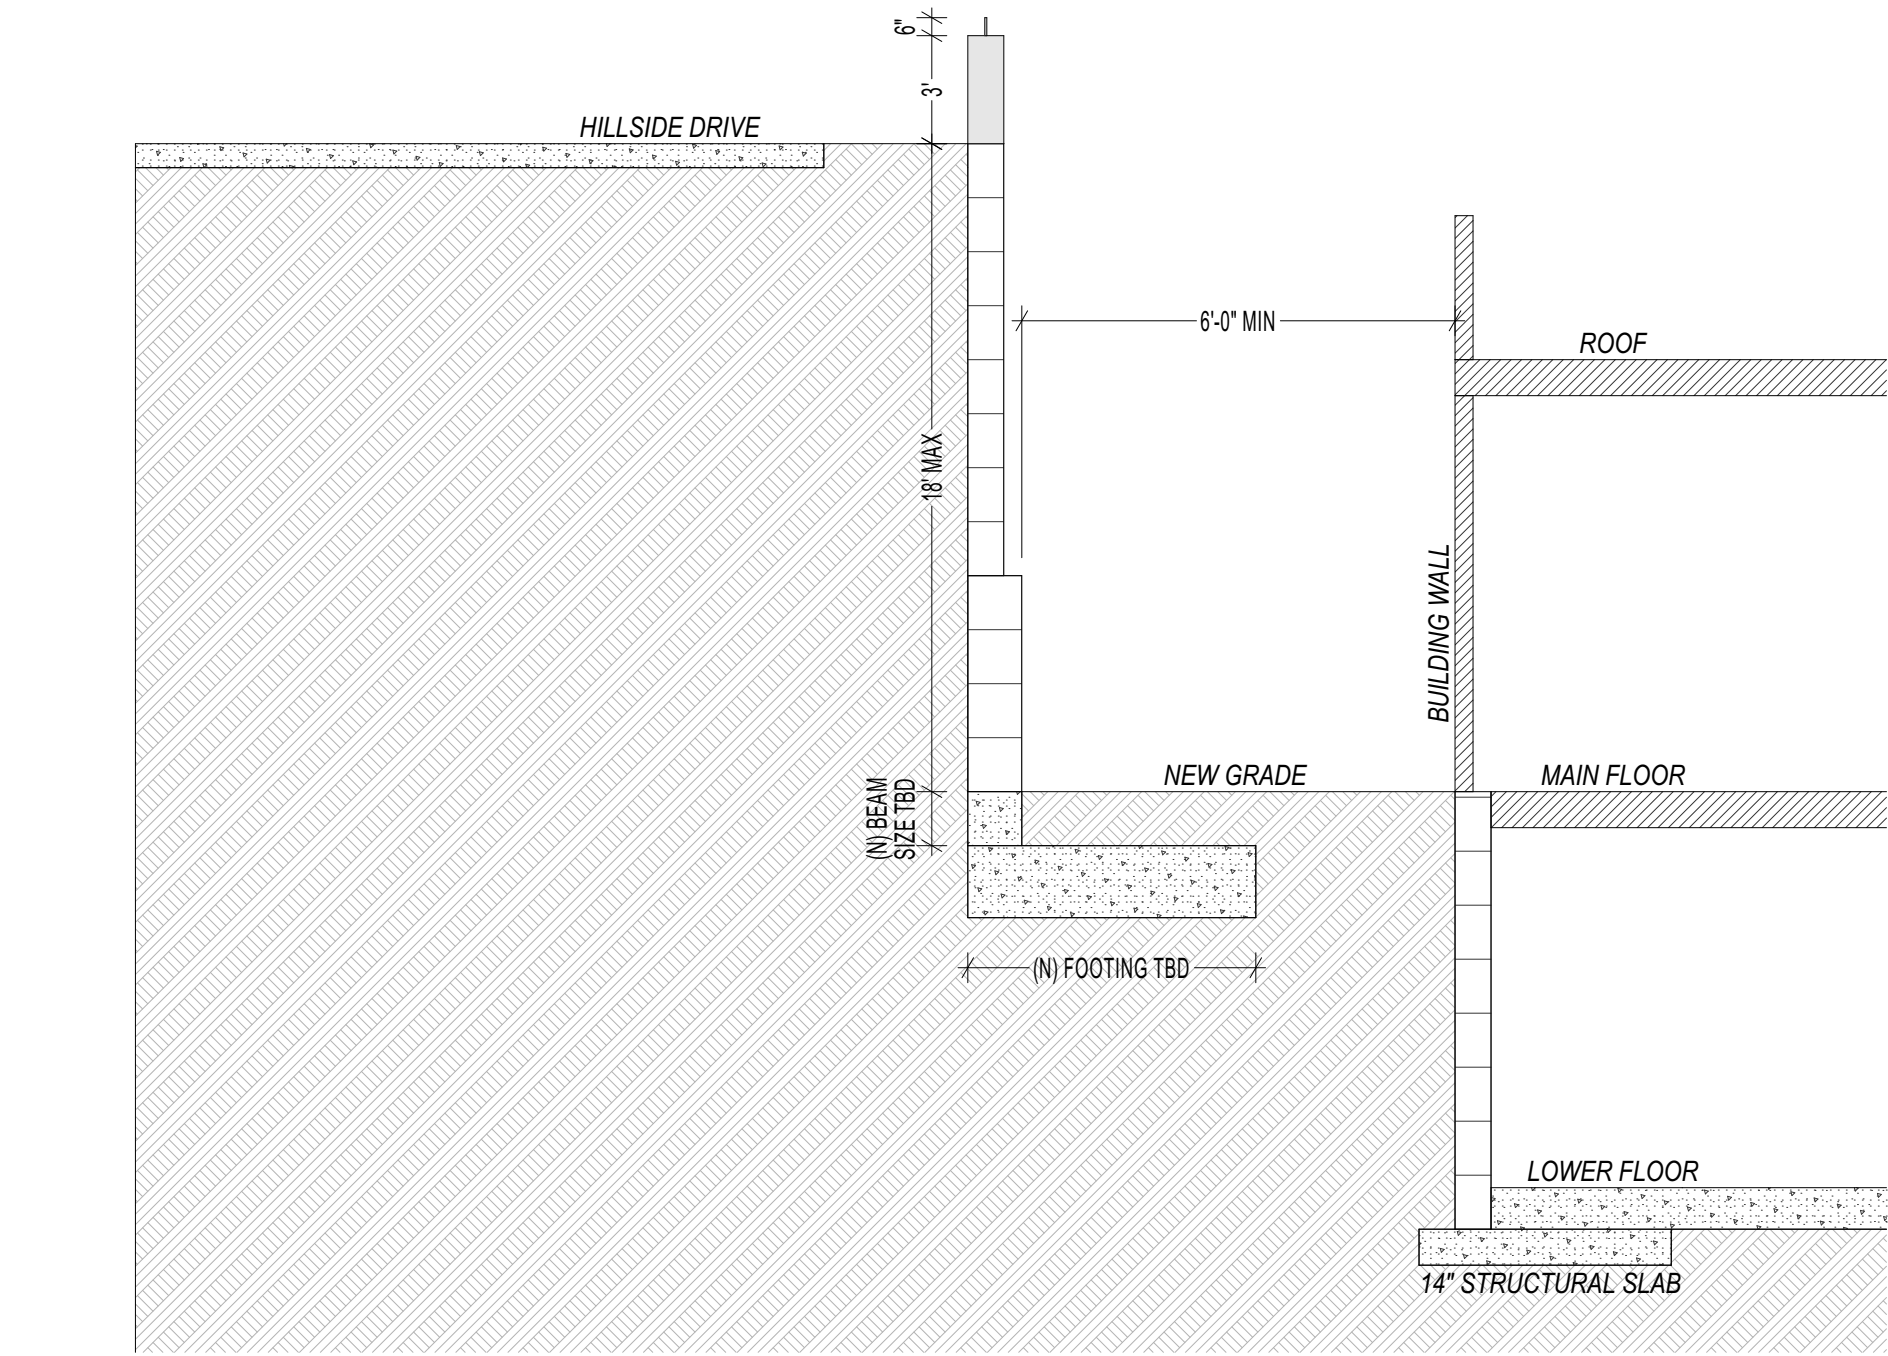 6"
3'
HILLSIDE DRIVE
6'-0" MIN
ROOF
18' MAX
BUILDING WALL
NEW GRADE
MAIN FLOOR
(N) BEAM
SIZE TBD
(N) FOOTING TBD
LOWER FLOOR
14" STRUCTURAL SLAB